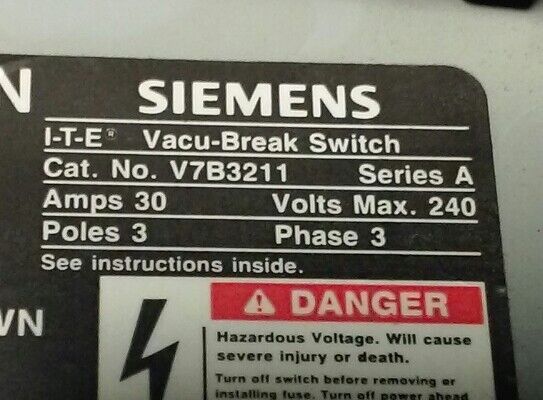 N
SIEMENS
I-T-E® Vacu-Break Switch
Cat. No. V7B3211 Series A
Amps 30 Volts Max. 240
Poles 3 Phase 3
See instructions inside.
WN
DANGER
Hazardous Voltage. Will cause
severe injury or death.
Turn off switch before removing or
installing fuse. Turn off power ahead